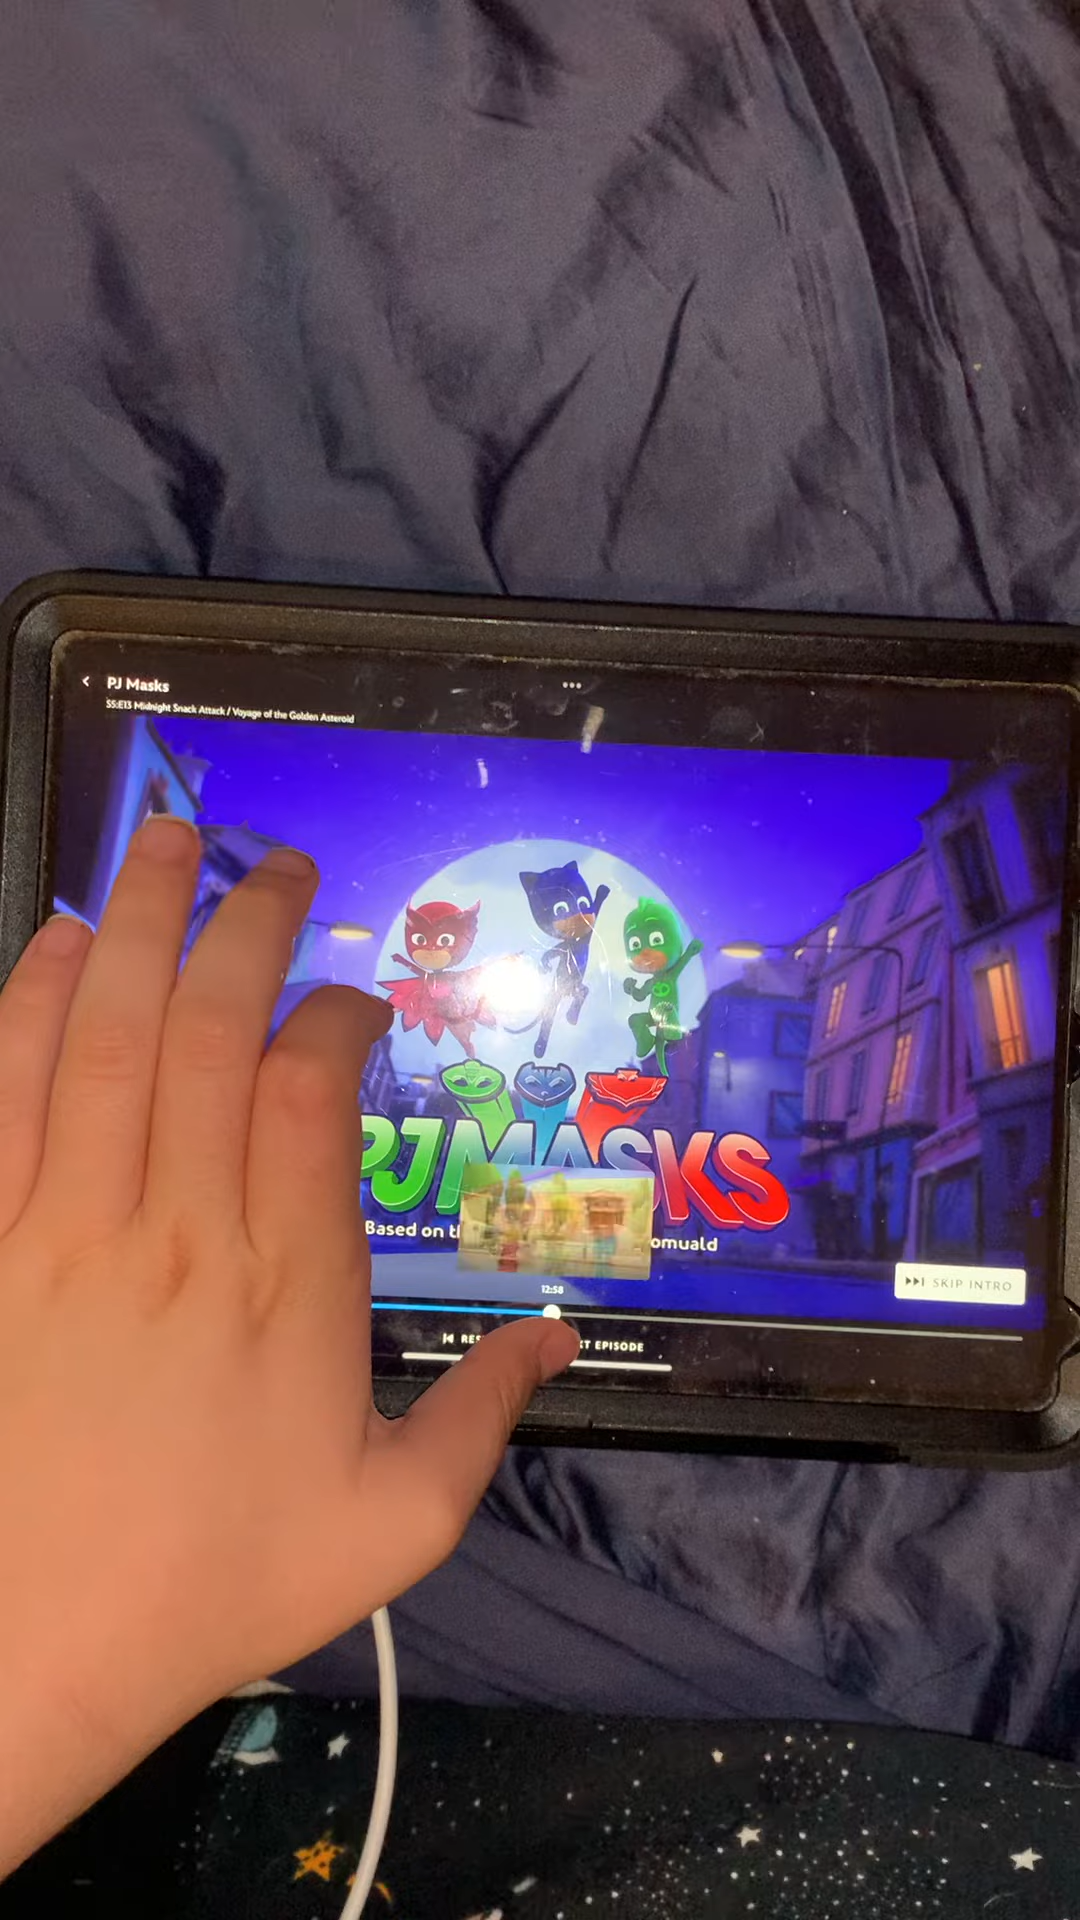 PJ Masks
S5:E13 Midnight Snack Attack / Voyage of the Golden Asteroid
PJ MASKS
Based on
SKIP INTRO
12:58
EPISODE